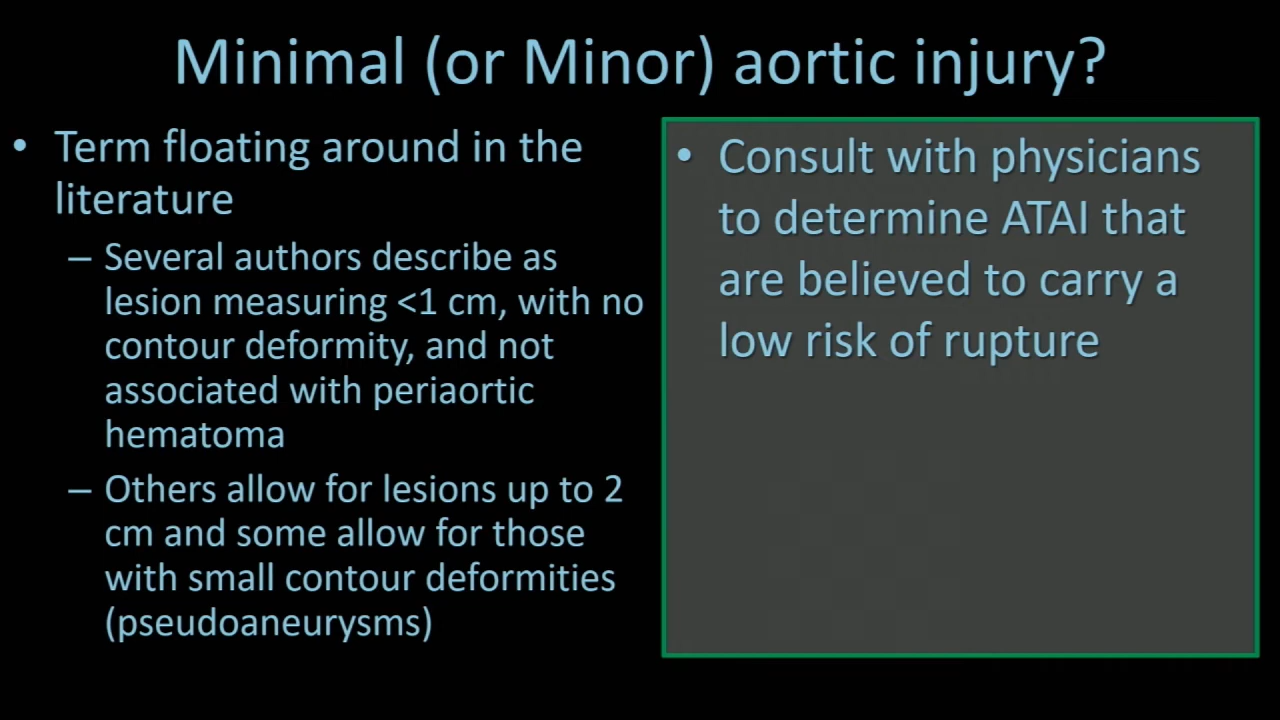 Minimal (or Minor) aortic injury?
• Term floating around in the
literature
– Several authors describe as
lesion measuring <1 cm, with no
contour deformity, and not
associated with periaortic
hematoma
– Others allow for lesions up to 2
cm and some allow for those
with small contour deformities
(pseudoaneurysms)
• Consult with physicians
to determine ATAI that
are believed to carry a
low risk of rupture